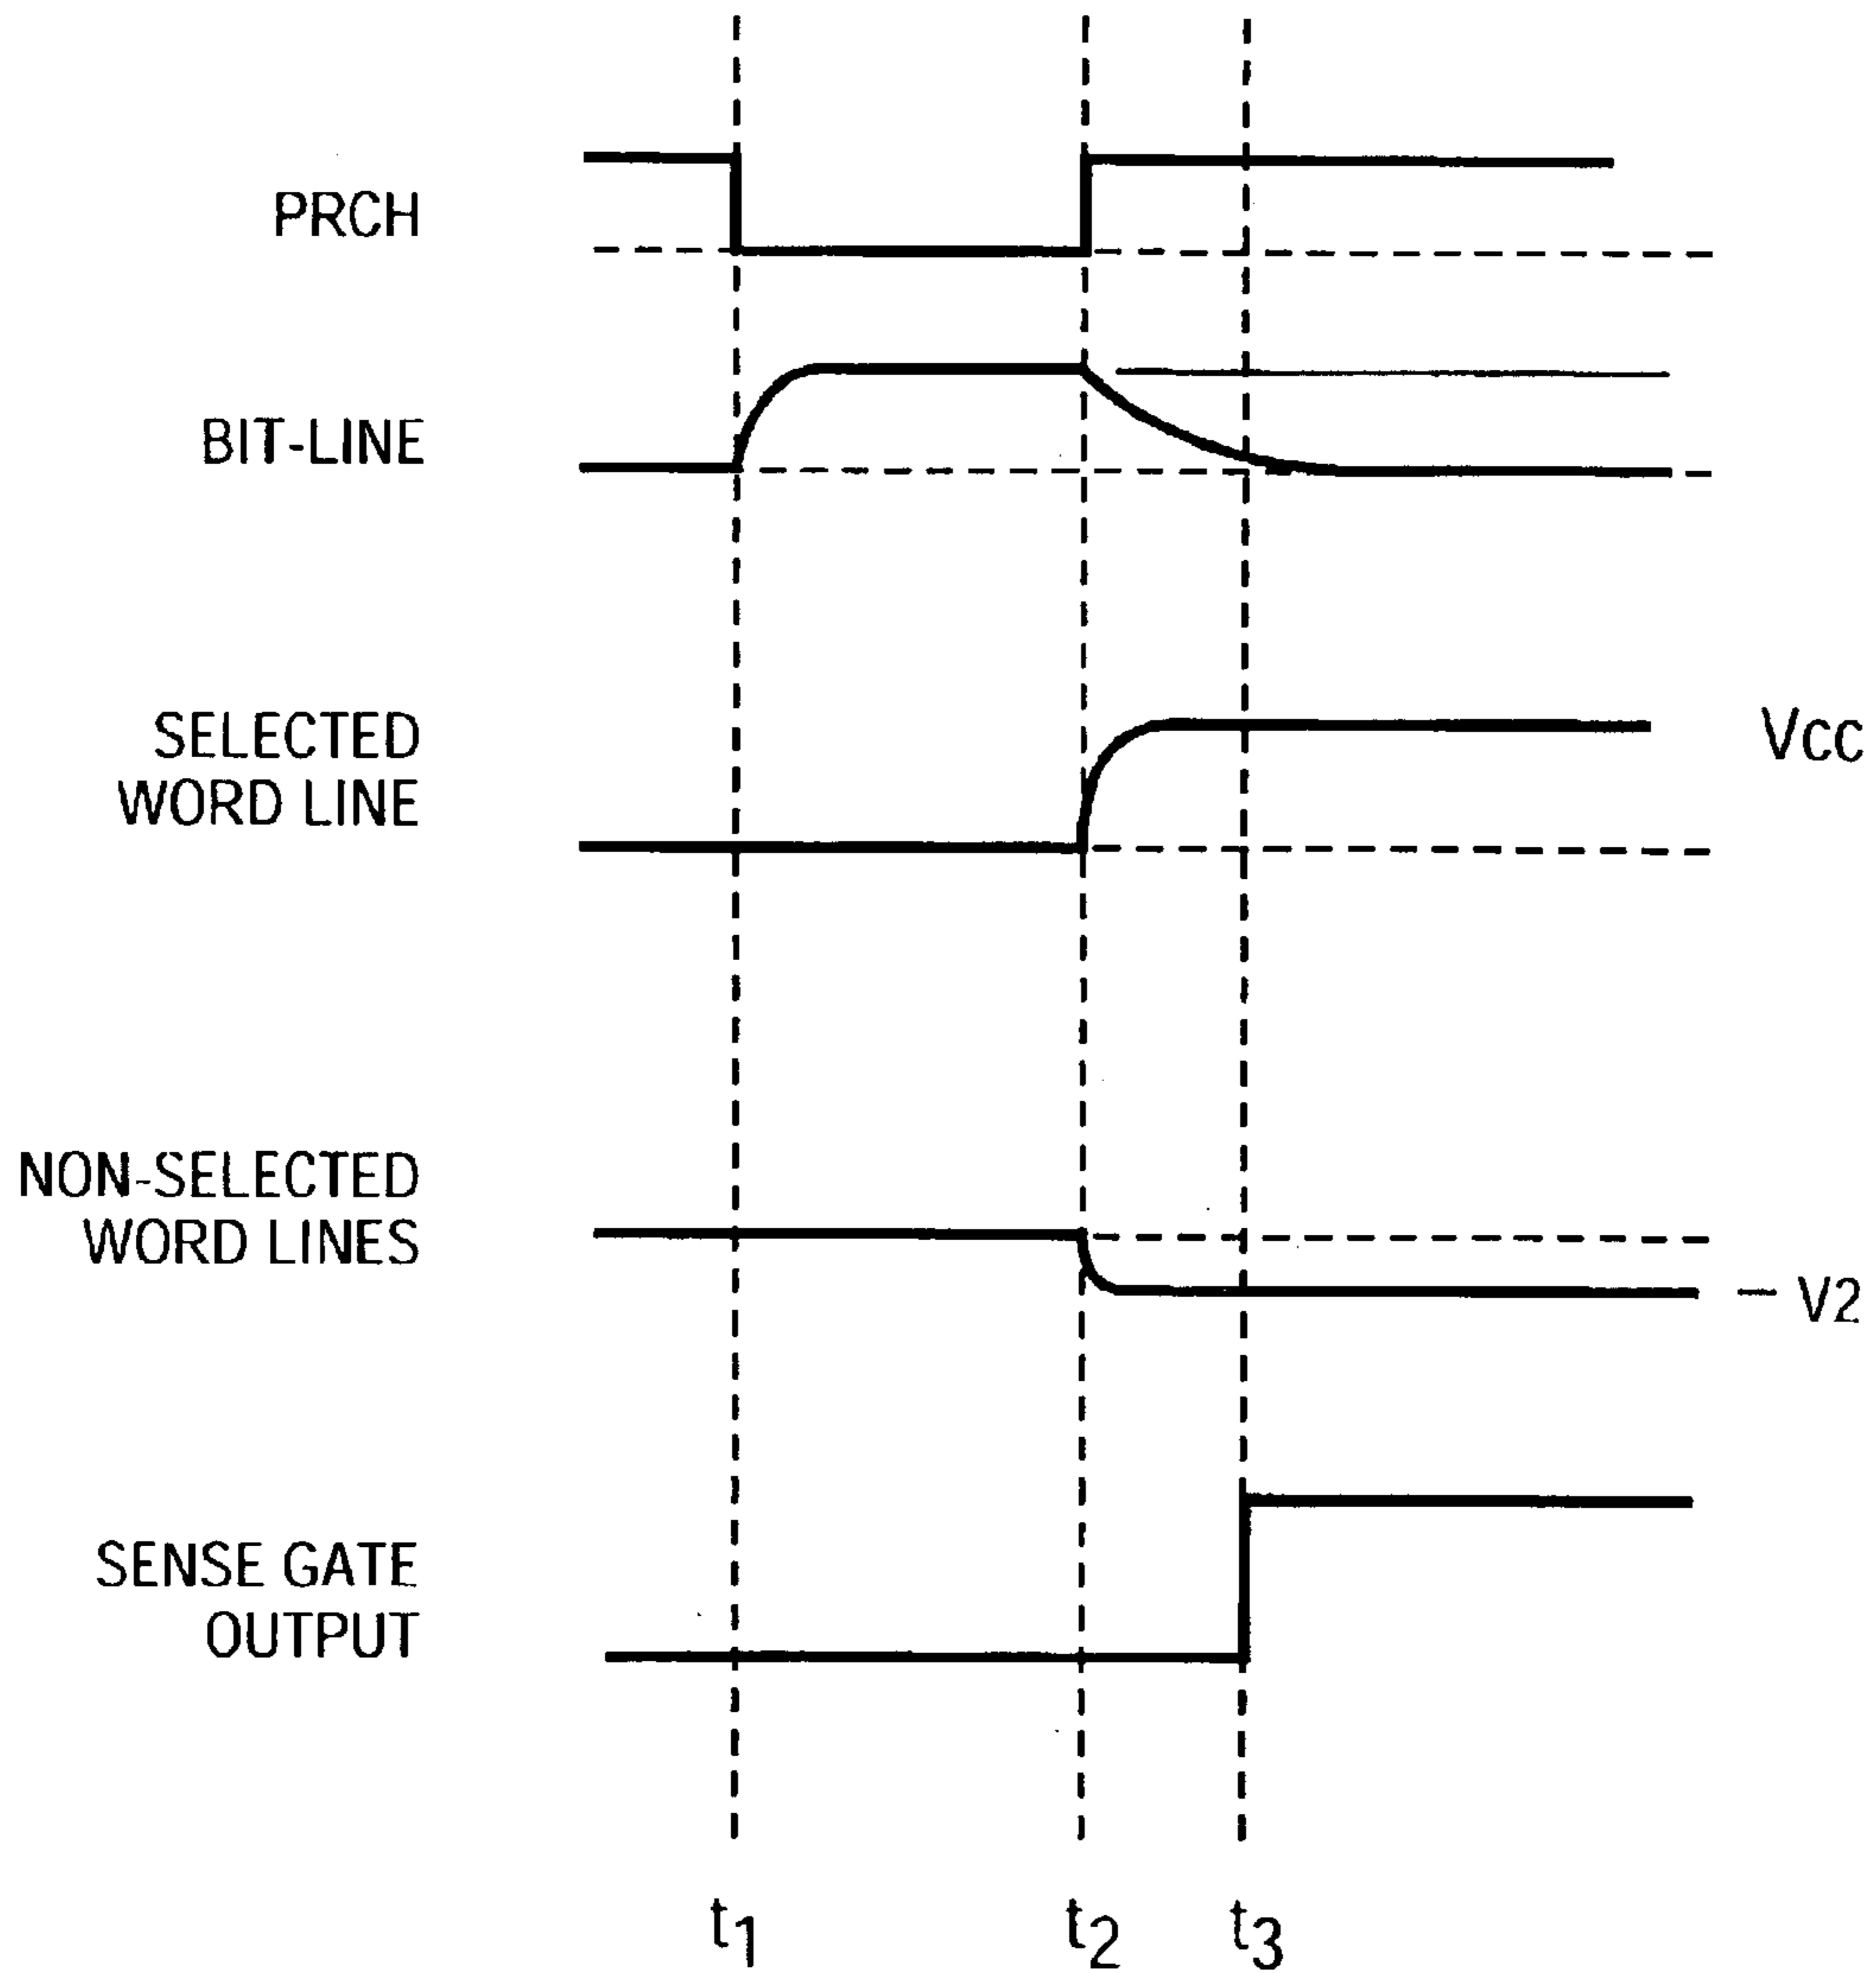 PRCH
BIT-LINE
SELECTED
WORD LINE
VCC
NON-SELECTED
WORD LINES
– V2
SENSE GATE
OUTPUT
t1 t2 t3